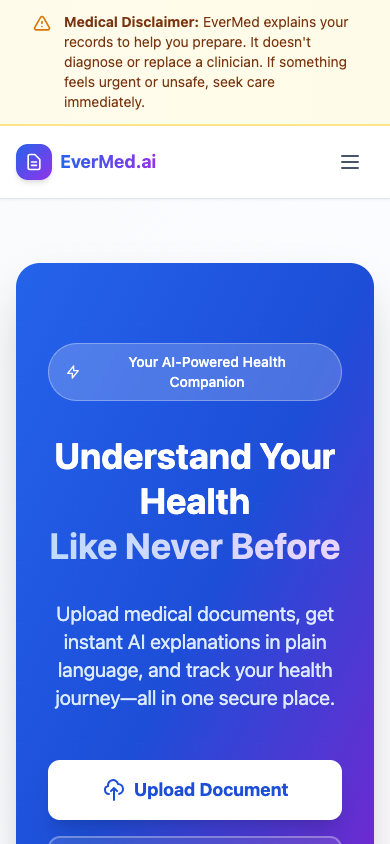 Medical Disclaimer: EverMed explains your
records to help you prepare. It doesn't
diagnose or replace a clinician. If something
feels urgent or unsafe, seek care
immediately.
EverMed.ai
Your AI-Powered Health
Companion
Understand Your
Health
Like Never Before
Upload medical documents, get
instant AI explanations in plain
language, and track your health
journey—all in one secure place.
Upload Document